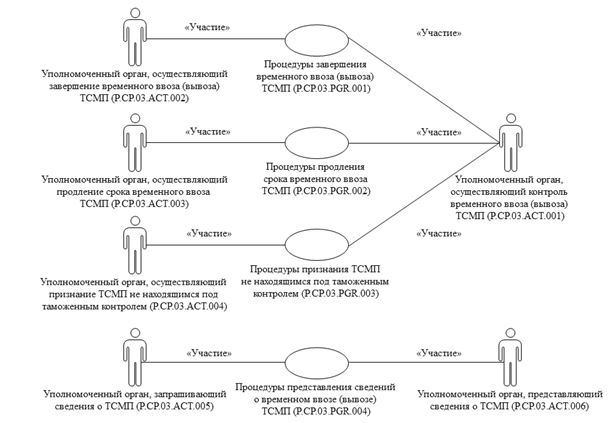 «Участие»
«Участие»
Уполномоченный орган, осуществляющий
завершение временного ввоза (вывоза)
ТСМП (P.CP.03.ACT.002)
Процедуры завершения
временного ввоза (вывоза)
ТСМП (P.CP.03.PGR.001)
«Участие»
«Участие»
Уполномоченный орган, осуществляющий
продление срока временного ввоза
ТСМП (P.CP.03.ACT.003)
Процедуры продления
срока временного ввоза
ТСМП (P.CP.03.PGR.002)
Уполномоченный орган,
осуществляющий контроль
временного ввоза (вывоза)
ТСМП (P.CP.03.ACT.001)
«Участие»
«Участие»
Уполномоченный орган, осуществляющий
признание ТСМП не находящимся под
таможенным контролем (P.CP.03.ACT.004)
Процедуры признания ТСМП
не находящимся под таможенным
контролем (P.CP.03.PGR.003)
«Участие»
«Участие»
Уполномоченный орган, запрашивающий
сведения о ТСМП (P.CP.03.ACT.005)
Процедуры представления сведений
о временном ввозе (вывозе)
ТСМП (P.CP.03.PGR.004)
Уполномоченный орган, представляющий
сведения о ТСМП (P.CP.03.ACT.006)